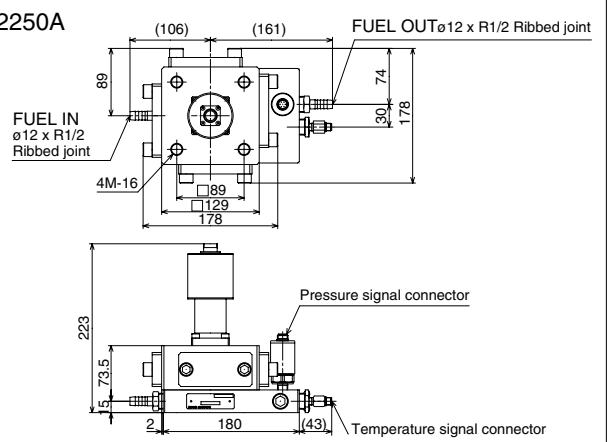 2250A
(106)
(161)
FUEL OUTø12 x R1/2 Ribbed joint
89
74
30
178
FUEL IN
ø12 x R1/2
Ribbed joint
4M-16
□89
□129
178
Pressure signal connector
223
73.5
15
2
180
(43)
Temperature signal connector